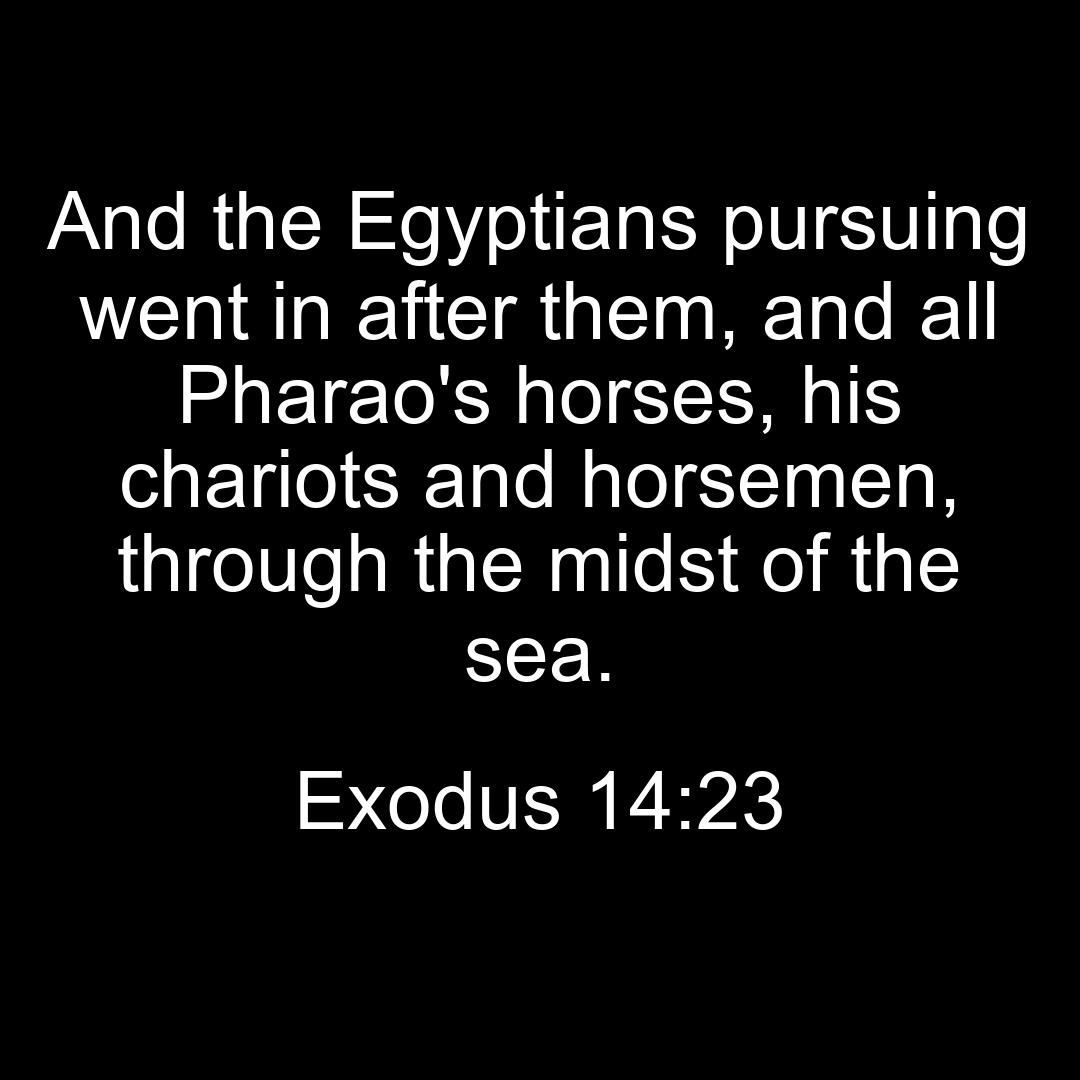 And the Egyptians pursuing
went in after them, and all
Pharao's horses, his
chariots and horsemen,
through the midst of the
sea.
Exodus 14:23